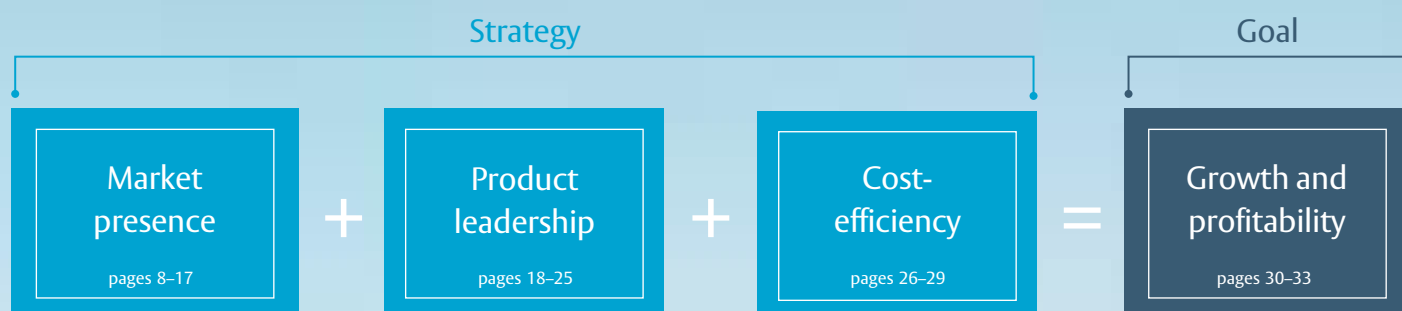 Strategy
Goal
Market
presence
pages 8–17
+
Product
leadership
pages 18–25
+
Cost-
efficiency
pages 26–29
=
Growth and
profitability
pages 30–33